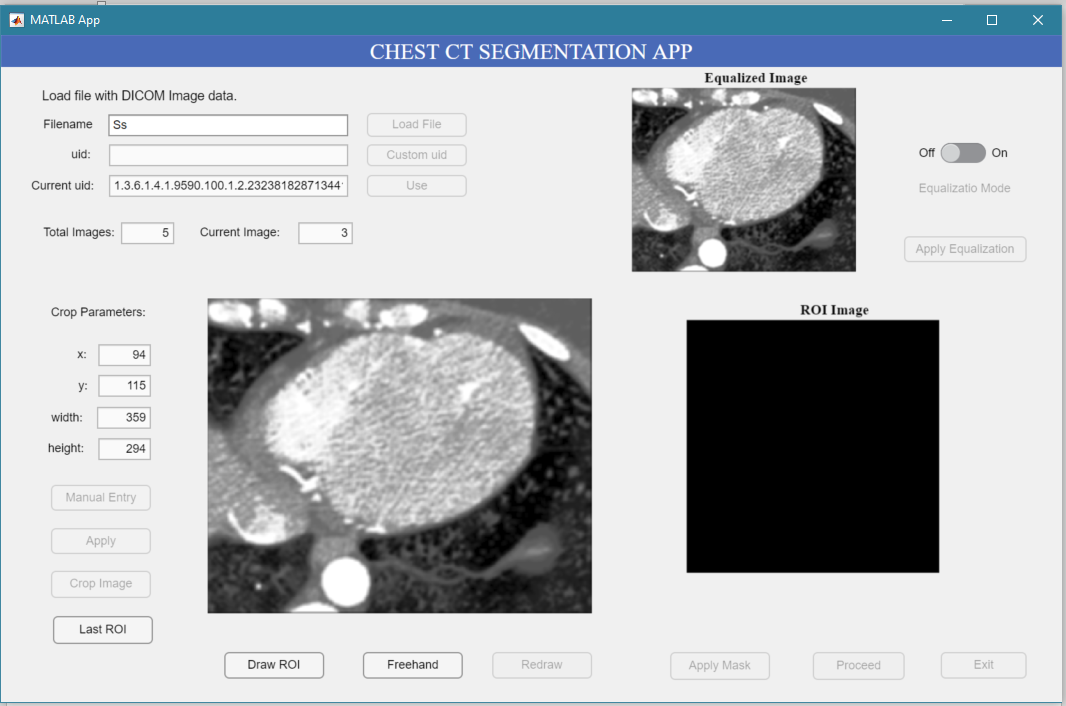 MATLAB App
CHEST CT SEGMENTATION APP
Load file with DICOM Image data.
Filename Ss Load File
uid: Custom uid
Current uid: 1.3.6.1.4.1.9590.100.1.2.23238182871344 Use
Total Images: 5 Current Image: 3
Equalized Image
Off On
Equalizatio Mode
Apply Equalization
Crop Parameters:
x: 94
y: 115
width: 359
height: 294
Manual Entry
Apply
Crop Image
Last ROI
ROI Image
Draw ROI Freehand Redraw Apply Mask Proceed Exit